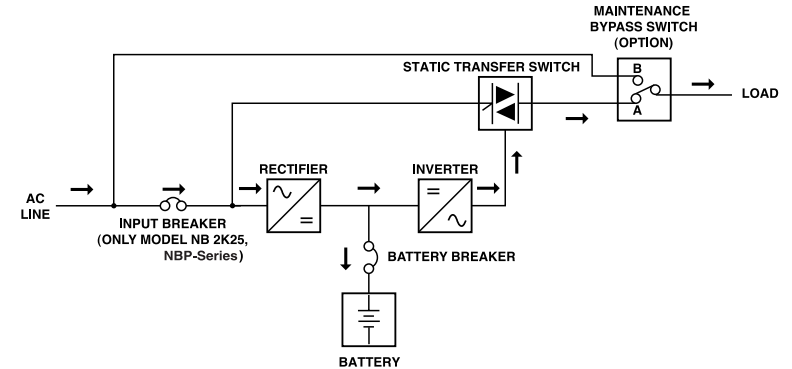 MAINTENANCE
BYPASS SWITCH
(OPTION)
STATIC TRANSFER SWITCH
B
A
LOAD
RECTIFIER
INVERTER
AC
LINE
INPUT BREAKER
(ONLY MODEL NB 2K25,
NBP-Series)
BATTERY BREAKER
BATTERY